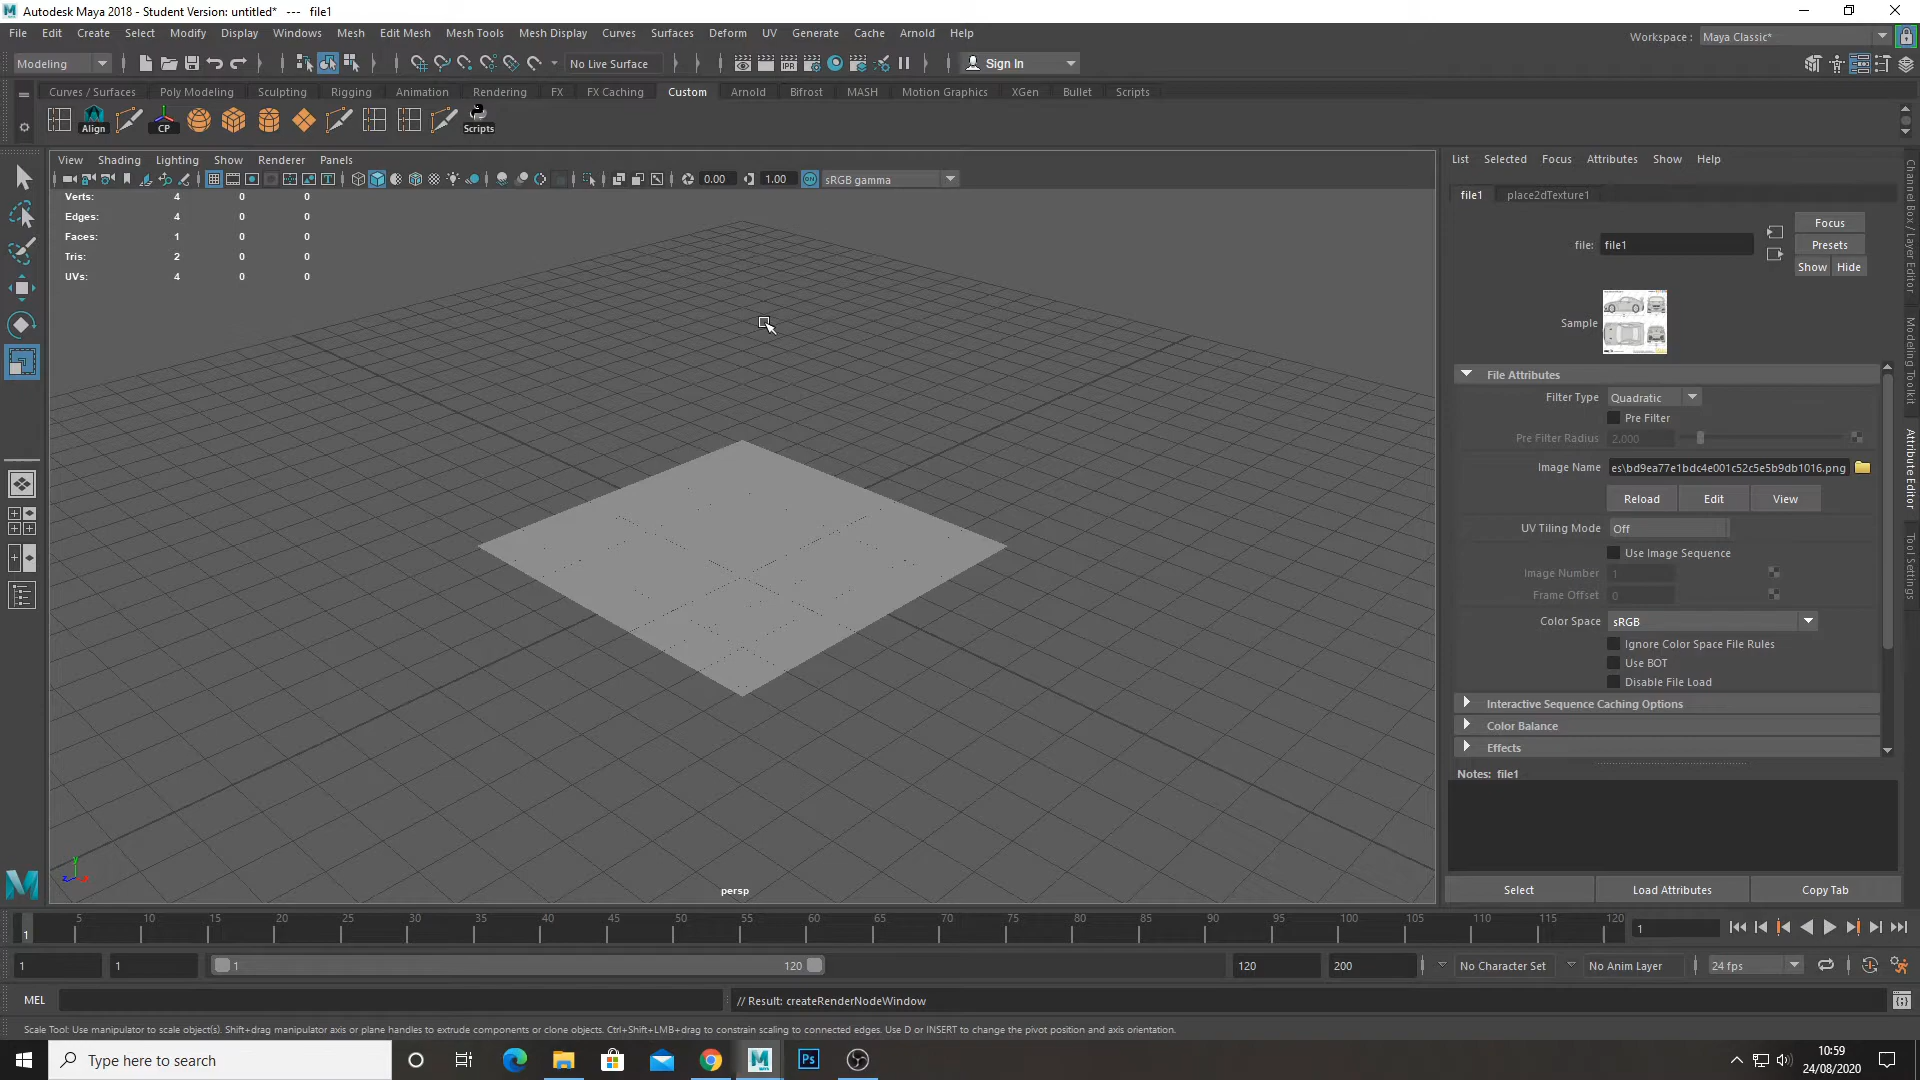 Autodesk Maya 2018 - Student Version: untitled* --- file1
File Edit Create Select Modify Display Windows Mesh Edit Mesh Mesh Tools Mesh Display Curves Surfaces Deform UV Generate Cache Arnold Help
Workspace : Maya Classic*
Modeling No Live Surface Sign In
Curves / Surfaces Poly Modeling Sculpting Rigging Animation Rendering FX FX Caching Custom Arnold Bifrost MASH Motion Graphics XGen Bullet Scripts
Align CP Scripts
View Shading Lighting Show Renderer Panels
0.00 1.00 ON sRGB gamma
Verts: 4 0 0
Edges: 4 0 0
Faces: 1 0 0
Tris: 2 0 0
UVs: 4 0 0
persp
y
z
List Selected Focus Attributes Show Help
file1 place2dTexture1
Focus
file: file1
Presets
Show Hide
Sample
File Attributes
Filter Type Quadratic
Pre Filter
Pre Filter Radius 2.000
Image Name es\bd9ea77e1bdc4e001c52c5e5b9db1016.png
Reload Edit View
UV Tiling Mode Off
Use Image Sequence
Image Number 1
Frame Offset 0
Color Space sRGB
Ignore Color Space File Rules
Use BOT
Disable File Load
Interactive Sequence Caching Options
Color Balance
Effects
Notes: file1
Select Load Attributes Copy Tab
Channel Box / Layer Editor
Modeling Toolkit
Attribute Editor
Tool Settings
5 10 15 20 25 30 35 40 45 50 55 60 65 70 75 80 85 90 95 100 105 110 115 120
1
1
1 1 1 120 120 200 No Character Set No Anim Layer 24 fps
MEL // Result: createRenderNodeWindow
Scale Tool: Use manipulator to scale object(s). Shift+drag manipulator axis or plane handles to extrude components or clone objects. Ctrl+Shift+LMB+drag to constrain scaling to connected edges. Use D or INSERT to change the pivot position and axis orientation.
Type here to search
Ps
10:59
24/08/2020